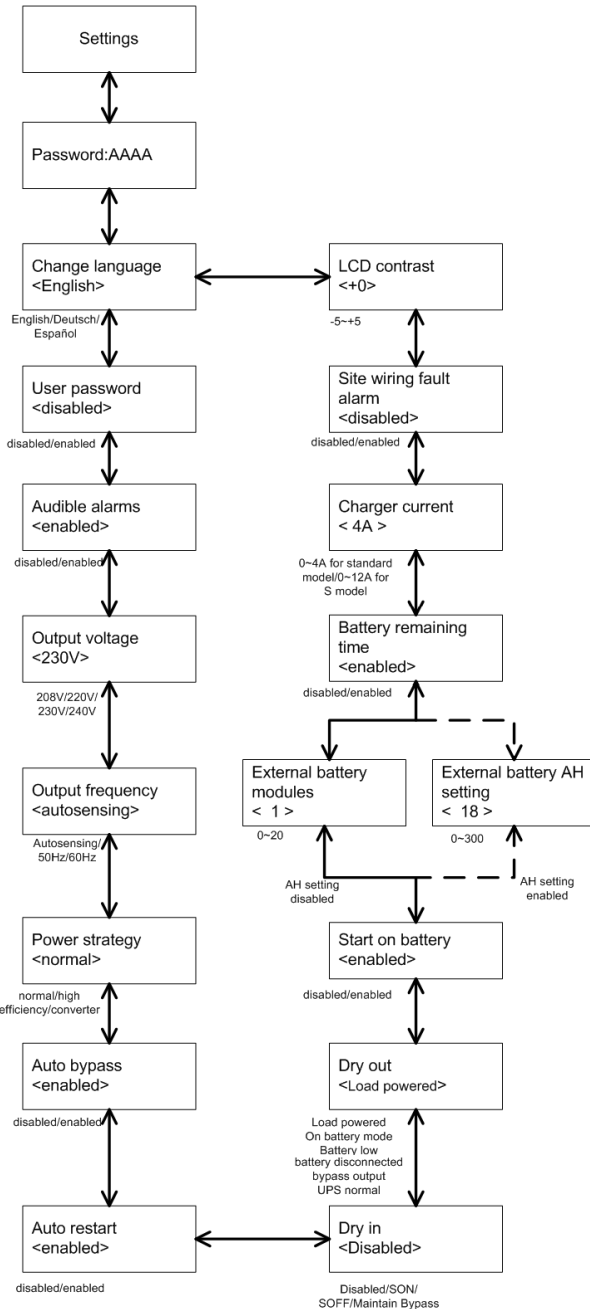 Settings
Password:AAAA
Change language
<English>
English/Deutsch/
Español
User password
<disabled>
disabled/enabled
Audible alarms
<enabled>
disabled/enabled
Output voltage
<230V>
208V/220V/
230V/240V
Output frequency
<autosensing>
Autosensing/
50Hz/60Hz
Power strategy
<normal>
normal/high
efficiency/converter
Auto bypass
<enabled>
disabled/enabled
Auto restart
<enabled>
disabled/enabled
LCD contrast
<+0>
-5~+5
Site wiring fault
alarm
<disabled>
disabled/enabled
Charger current
< 4A >
0~4A for standard
model/0~12A for
S model
Battery remaining
time
<enabled>
disabled/enabled
External battery
modules
< 1 >
0~20
External battery AH
setting
< 18 >
0~300
AH setting
disabled
AH setting
enabled
Start on battery
<enabled>
disabled/enabled
Dry out
<Load powered>
Load powered
On battery mode
Battery low
battery disconnected
bypass output
UPS normal
Dry in
<Disabled>
Disabled/SON/
SOFF/Maintain Bypass